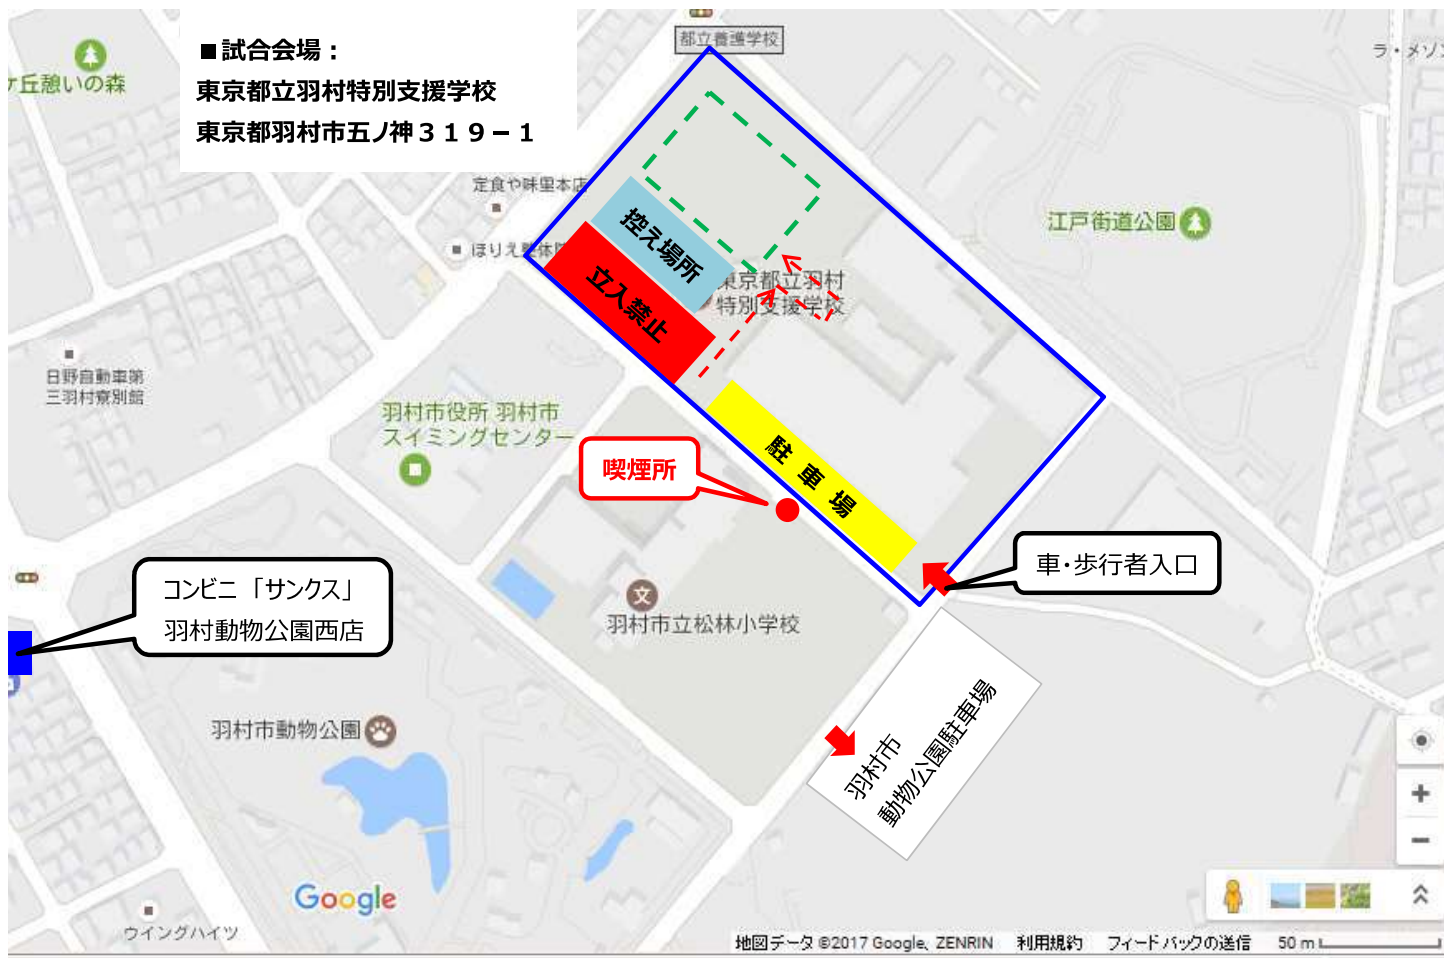 ■試合会場：
東京都立羽村特別支援学校
東京都羽村市五ノ神３１９－１
都立養護学校
ラ・メゾン
ケ丘憩いの森
定食や味里本店
ほりえ整体院
江戸街道公園
控え場所
立入禁止
東京都立羽村
特別支援学校
日野自動車第
三羽村寮別館
羽村市役所 羽村市
スイミングセンター
喫煙所
駐 車 場
車・歩行者入口
コンビニ「サンクス」
羽村動物公園西店
文
羽村市立松林小学校
羽村市動物公園
羽村市
動物公園駐車場
Google
ウイングハイツ
地図データ ©2017 Google, ZENRIN 利用規約 フィードバックの送信 50 m